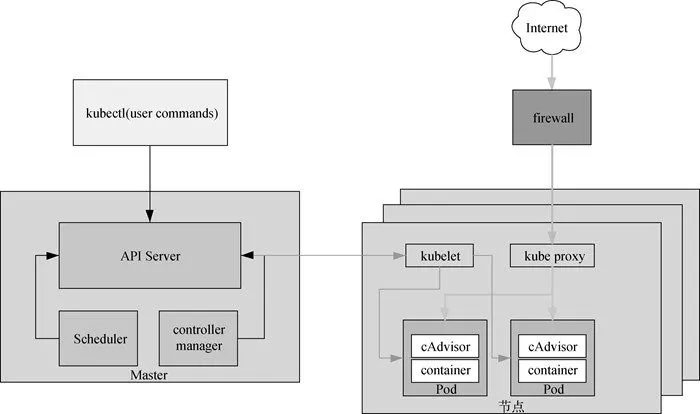 Internet
kubectl(user commands)
firewall
API Server
kubelet
kube proxy
Scheduler
controller
manager
cAdvisor
container
Pod
cAdvisor
container
Pod
Master
节点